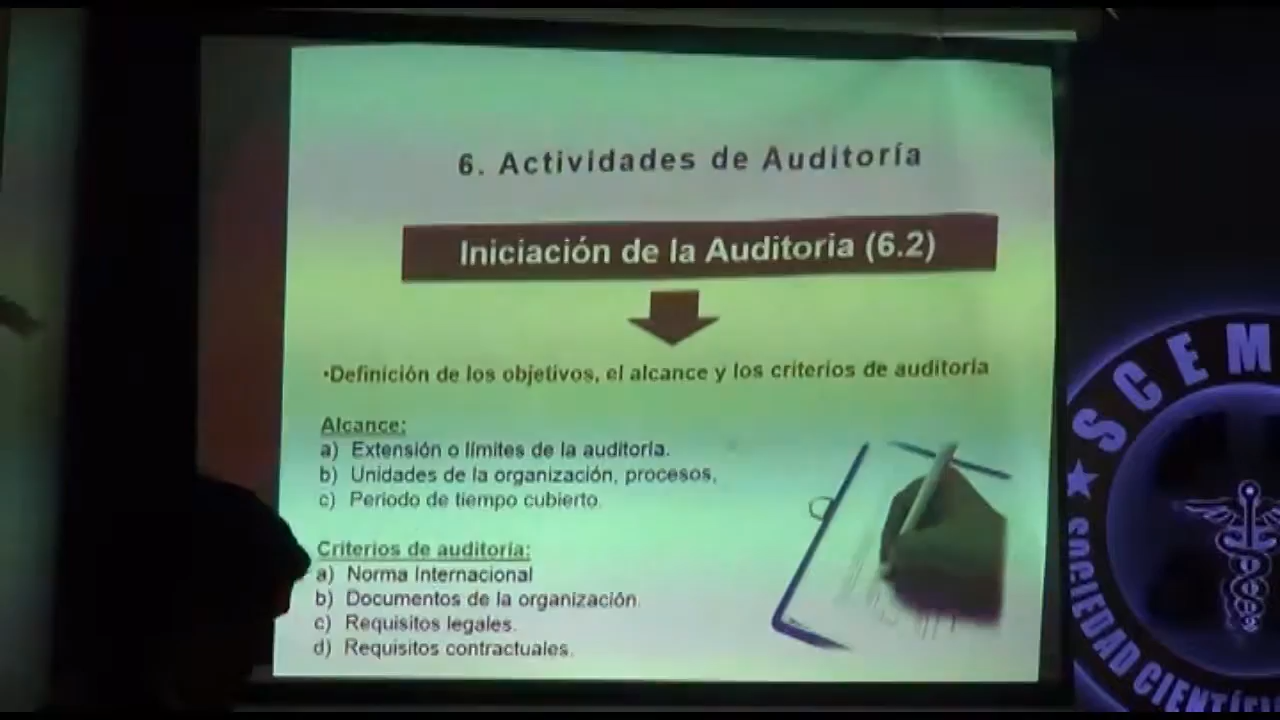 6. Actividades de Auditoría
Iniciación de la Auditoria (6.2)
•Definición de los objetivos, el alcance y los criterios de auditoria
Alcance:
a) Extensión o límites de la auditoría.
b) Unidades de la organización, procesos,
c) Periodo de tiempo cubierto.
Criterios de auditoría:
a) Norma Internacional
b) Documentos de la organización.
c) Requisitos legales.
d) Requisitos contractuales.
SCEM
SOCIEDAD CIENTÍFI